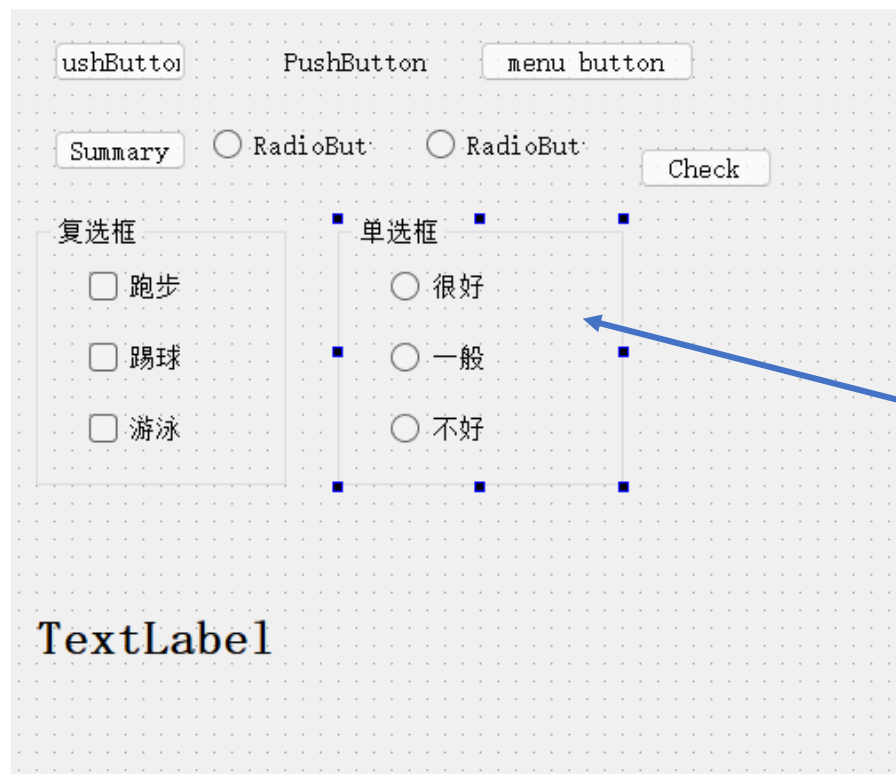 ushButto
PushButton
menu button
Summary
RadioBut
RadioBut
Check
复选框
单选框
跑步
很好
踢球
一般
游泳
不好
TextLabel